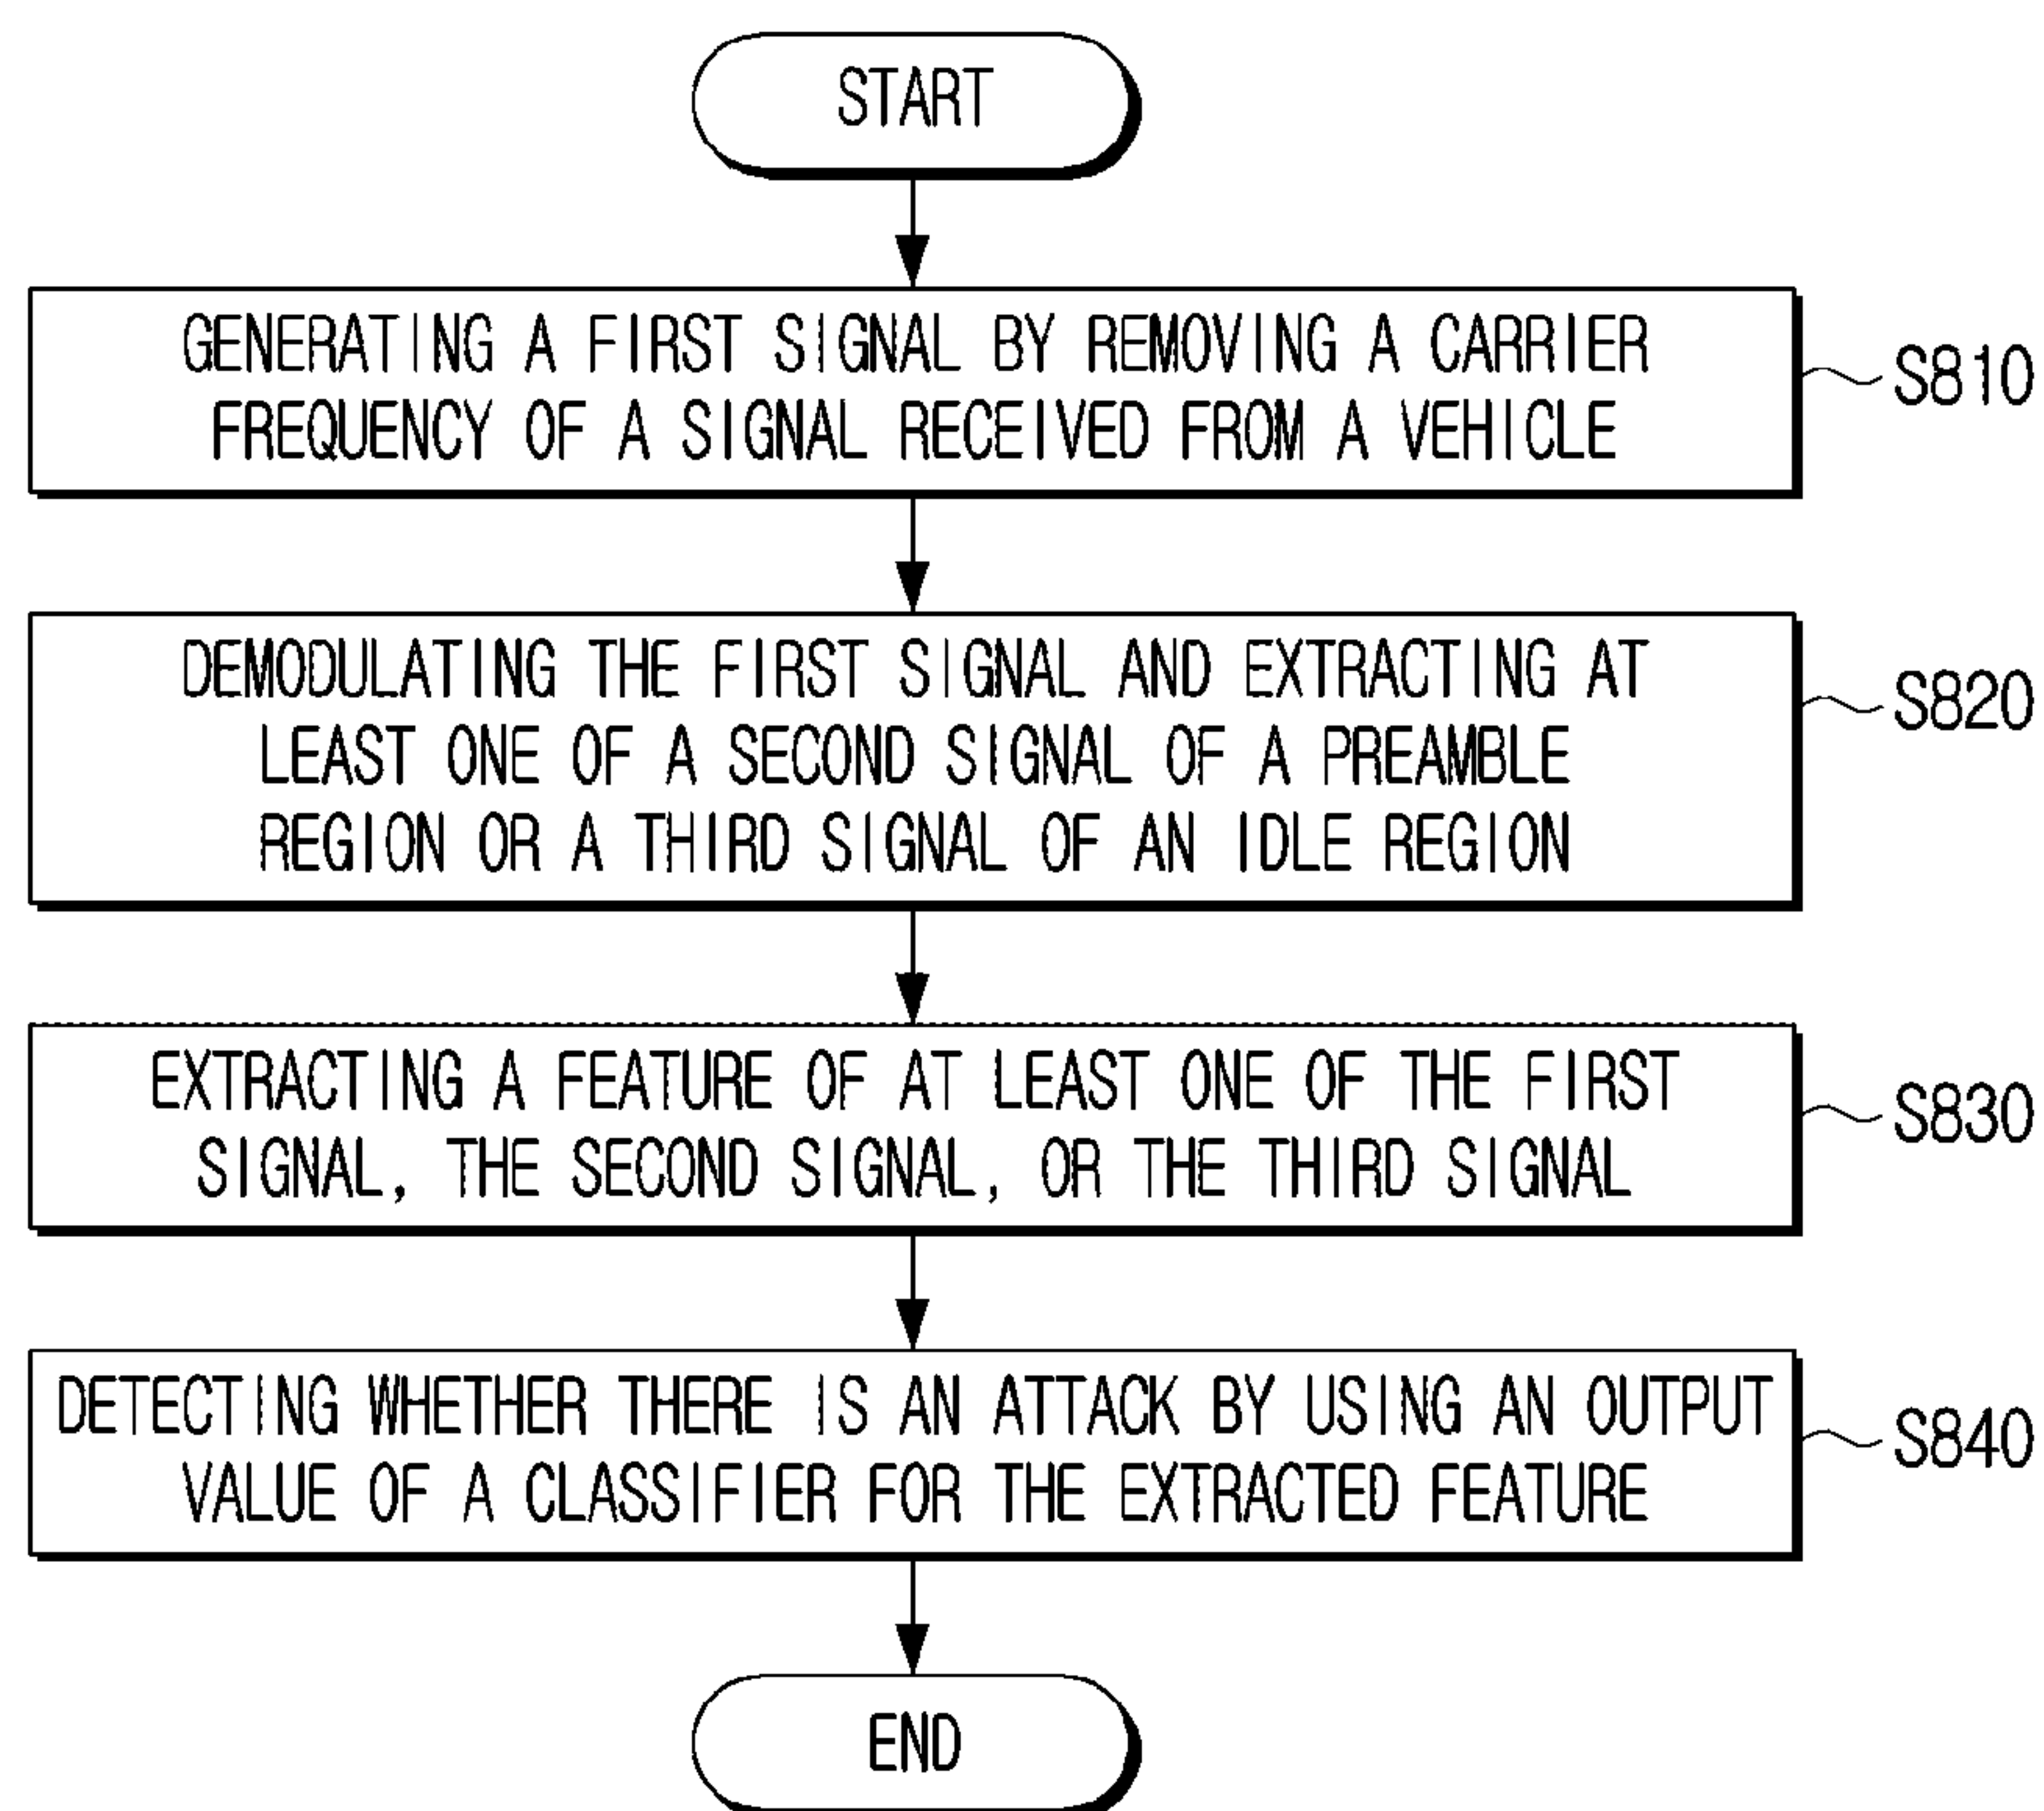 START
GENERATING A FIRST SIGNAL BY REMOVING A CARRIER
FREQUENCY OF A SIGNAL RECEIVED FROM A VEHICLE
S810
DEMODULATING THE FIRST SIGNAL AND EXTRACTING AT
LEAST ONE OF A SECOND SIGNAL OF A PREAMBLE
REGION OR A THIRD SIGNAL OF AN IDLE REGION
S820
EXTRACTING A FEATURE OF AT LEAST ONE OF THE FIRST
SIGNAL, THE SECOND SIGNAL, OR THE THIRD SIGNAL
S830
DETECTING WHETHER THERE IS AN ATTACK BY USING AN OUTPUT
VALUE OF A CLASSIFIER FOR THE EXTRACTED FEATURE
S840
END